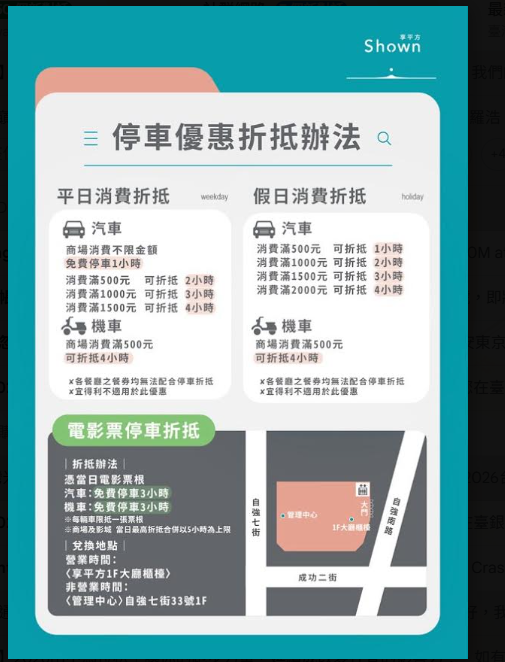 享平方
Shown
停車優惠折抵辦法
平日消費折抵 weekday
汽車
商場消費不限金額
免費停車1小時
消費滿500元 可折抵 2小時
消費滿1000元 可折抵 3小時
消費滿1500元 可折抵 4小時
機車
商場消費滿500元
可折抵4小時
✘各餐廳之餐券均無法配合停車折抵
✘宜得利不適用於此優惠
假日消費折抵 holiday
汽車
消費滿500元 可折抵 1小時
消費滿1000元 可折抵 2小時
消費滿1500元 可折抵 3小時
消費滿2000元 可折抵 4小時
機車
商場消費滿500元
可折抵4小時
✘各餐廳之餐券均無法配合停車折抵
✘宜得利不適用於此優惠
電影票停車折抵
｜折抵辦法｜
憑當日電影票根
汽車：免費停車3小時
機車：免費停車3小時
※每輛車限抵一張票根
※商場及影城 當日最高折抵合併以5小時為上限
｜兌換地點｜
營業時間：
〈享平方1F大廳櫃檯〉
非營業時間：
〈管理中心〉自強七街33號1F
自強七街
管理中心
大門
1F大廳櫃檯
自強南路
成功二街